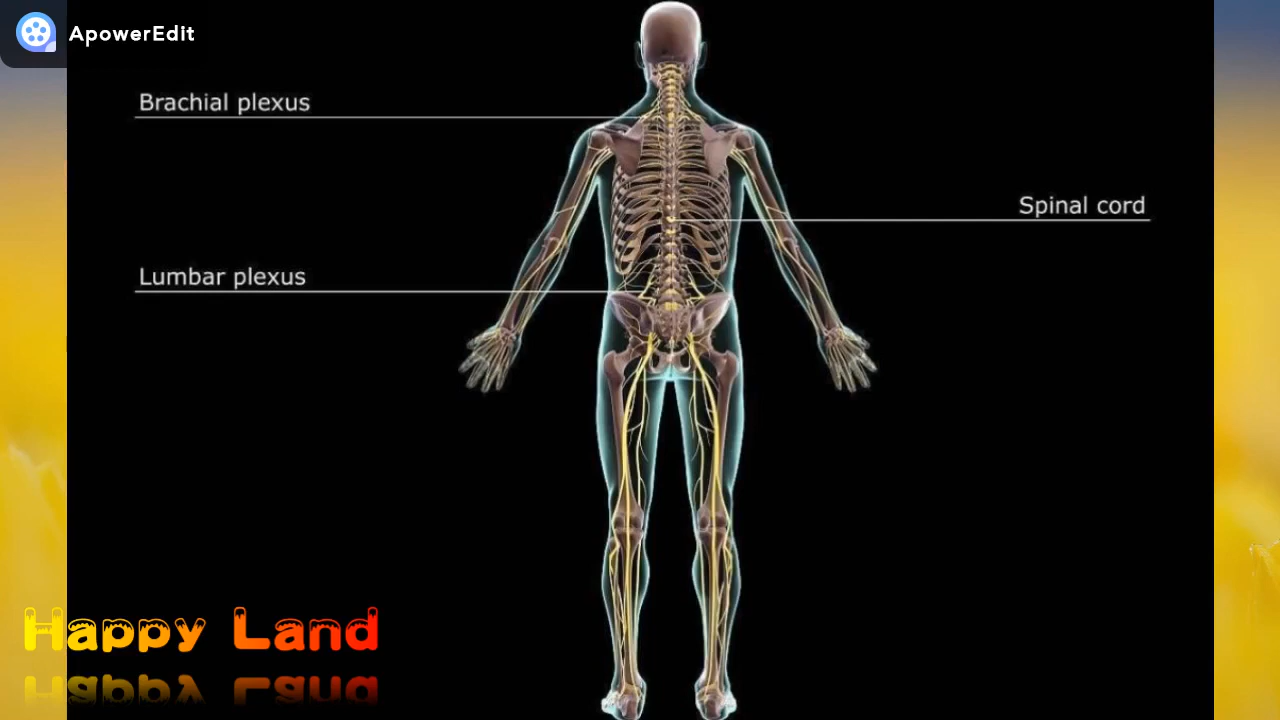 ApowerEdit
Brachial plexus
Spinal cord
Lumbar plexus
Happy Land